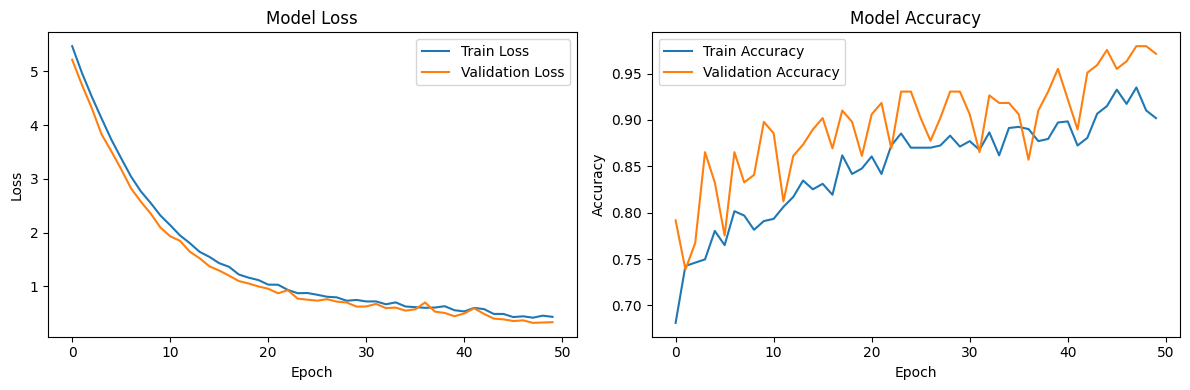 Model Loss
Train Loss
Validation Loss
Loss
5
4
3
2
1
0
10
20
30
40
50
Epoch
Model Accuracy
Train Accuracy
Validation Accuracy
Accuracy
0.95
0.90
0.85
0.80
0.75
0.70
0
10
20
30
40
50
Epoch